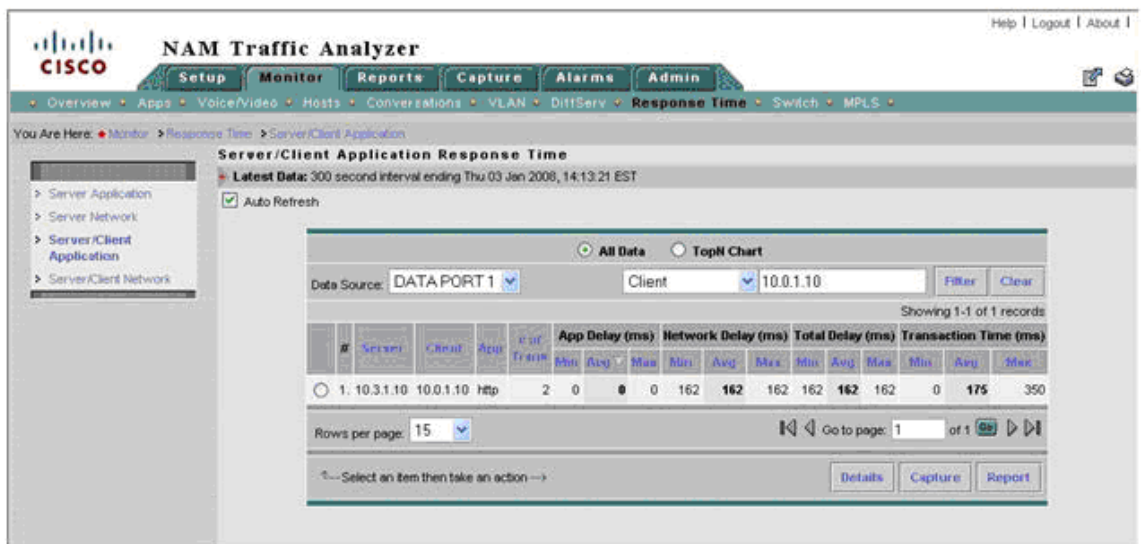 Help | Logout | About |
CISCO
NAM Traffic Analyzer
Setup Monitor Reports Capture Alarms Admin
Overview Apps Voice/Video Hosts Conversations VLAN DiffServ Response Time Switch MPLS
You Are Here: Monitor > Response Time > Server/Client Application
Server/Client Application Response Time
Latest Data: 300 second interval ending Thu 03 Jan 2008, 14:13:21 EST
Auto Refresh
> Server Application
> Server Network
> Server/Client Application
> Server/Client Network
All Data TopN Chart
Data Source: DATA PORT 1 Client 10.0.1.10 Filter Clear
Showing 1-1 of 1 records
App Delay (ms) Network Delay (ms) Total Delay (ms) Transaction Time (ms)
# Server Client App # of Trans Min Avg Max Min Avg Max Min Avg Max Min Avg Max
1. 10.3.1.10 10.0.1.10 http 2 0 0 0 162 162 162 162 162 162 0 175 350
Rows per page: 15 Go to page: 1 of 1 Go
Select an item then take an action --> Details Capture Report